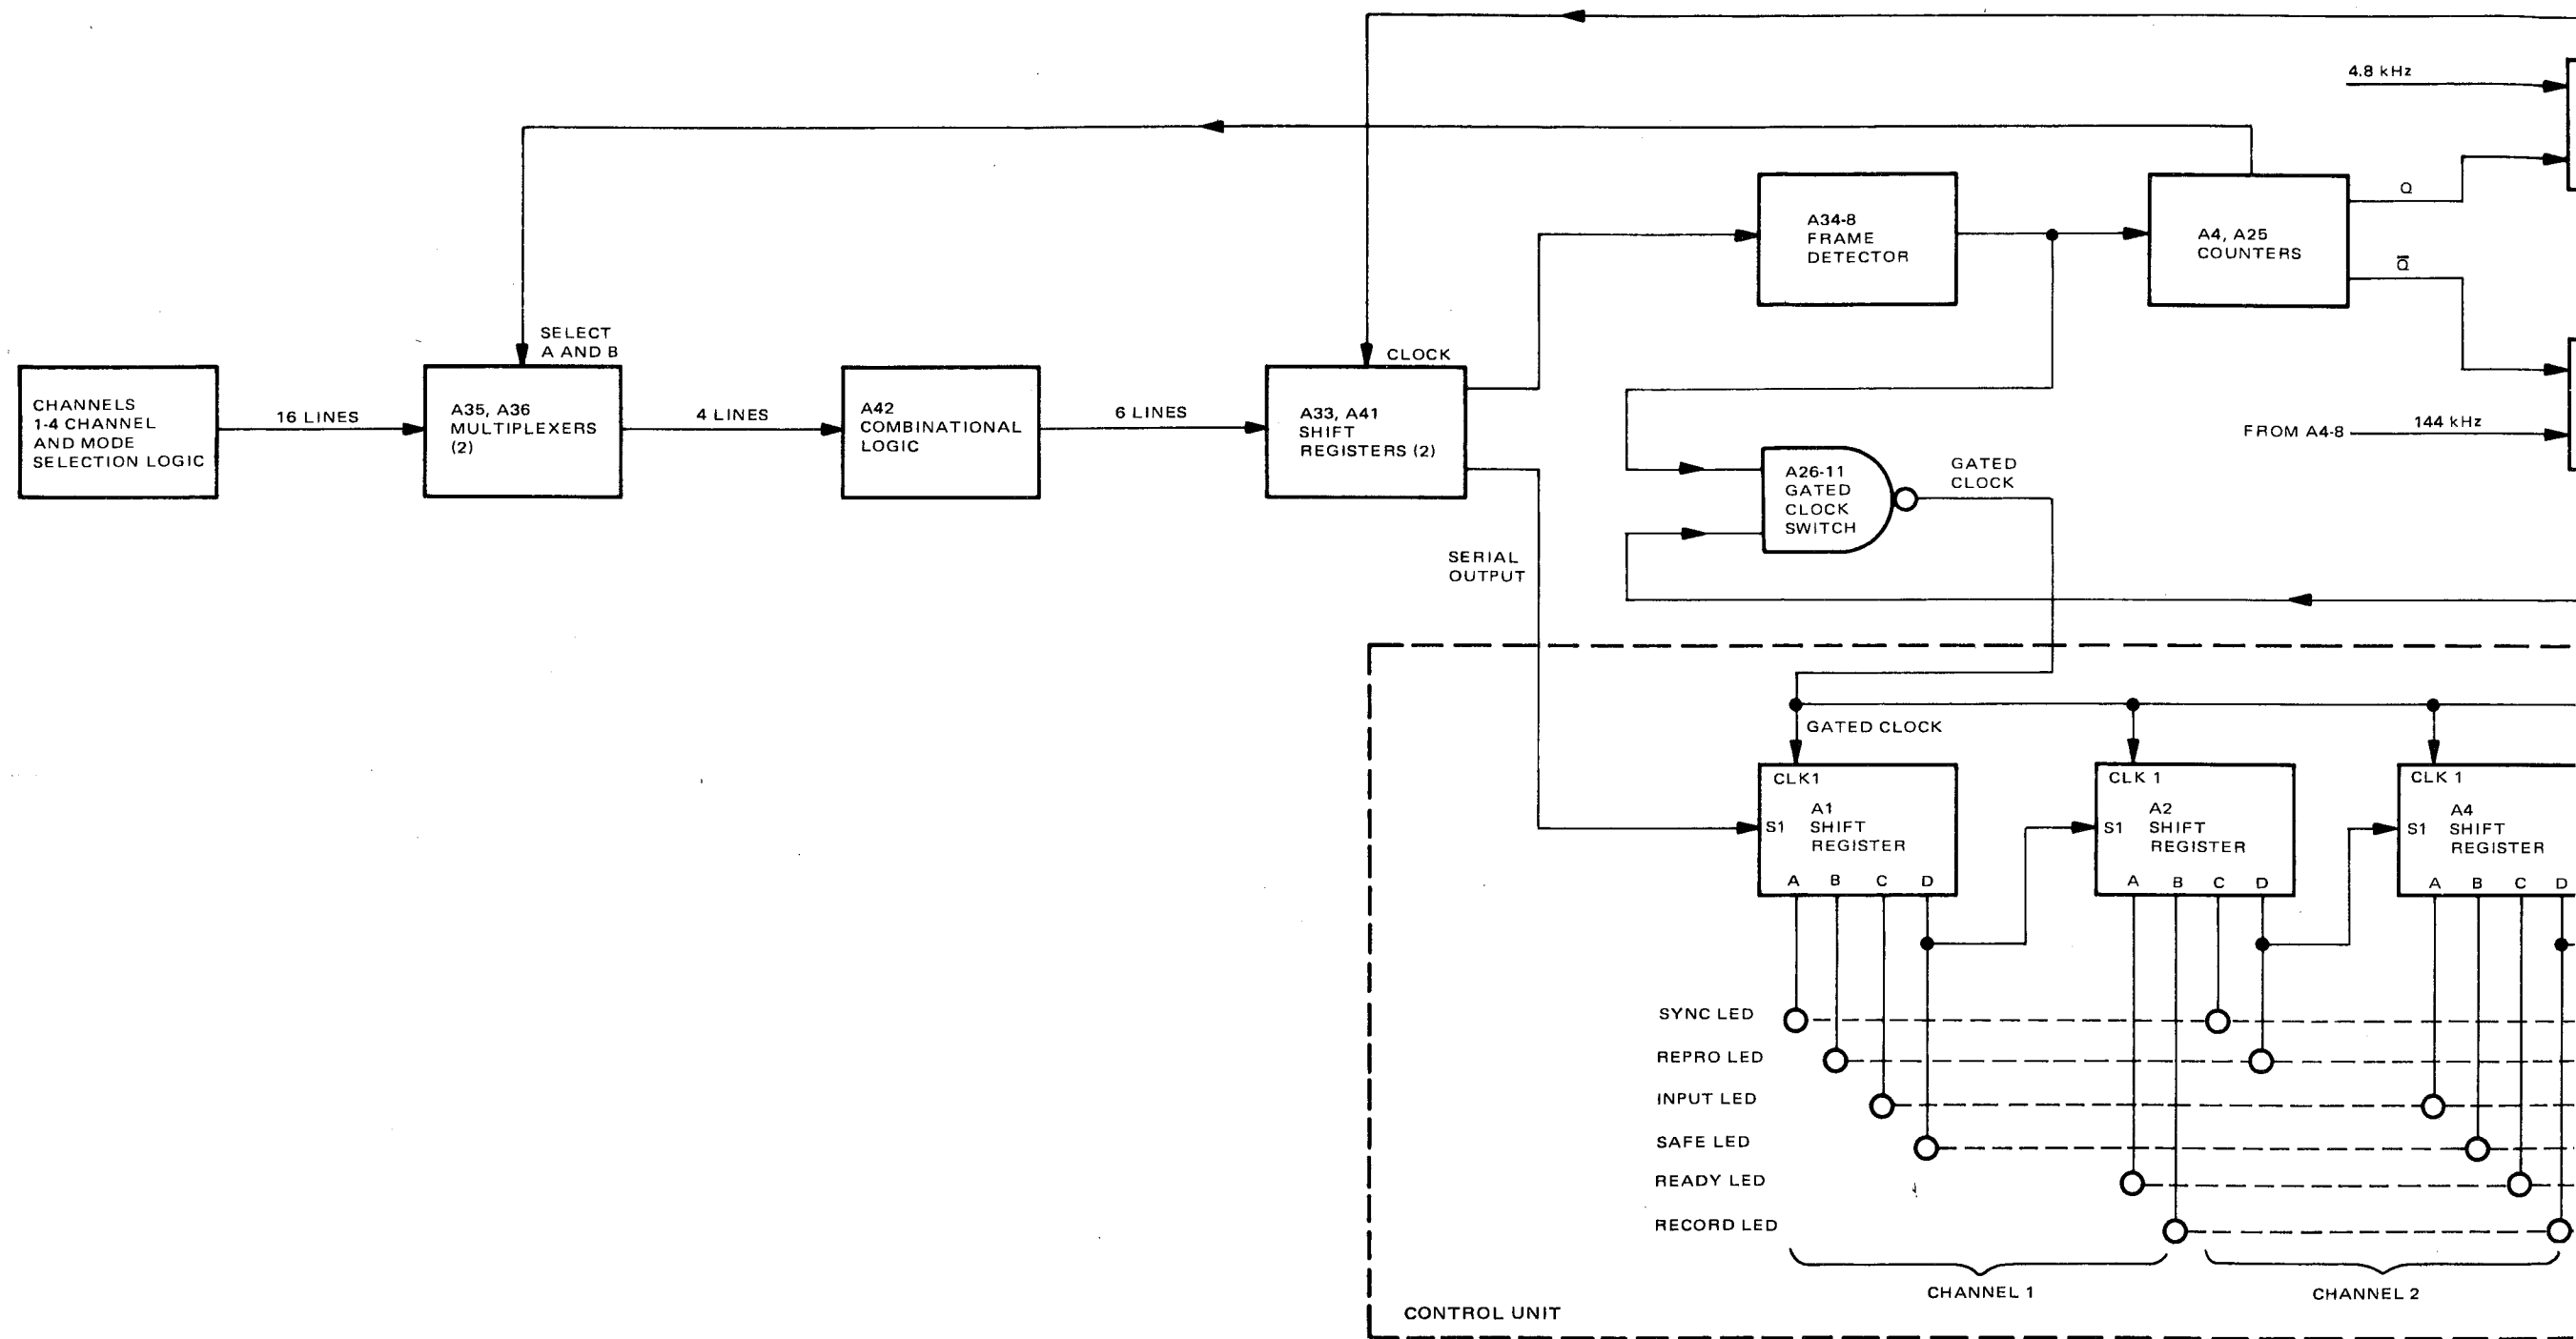 4.8 kHz
Q
Q̅
A34-8
FRAME
DETECTOR
A4, A25
COUNTERS
SELECT
A AND B
CLOCK
CHANNELS
1-4 CHANNEL
AND MODE
SELECTION LOGIC
16 LINES
A35, A36
MULTIPLEXERS
(2)
4 LINES
A42
COMBINATIONAL
LOGIC
6 LINES
A33, A41
SHIFT
REGISTERS (2)
FROM A4-8
144 kHz
A26-11
GATED
CLOCK
SWITCH
GATED
CLOCK
SERIAL
OUTPUT
GATED CLOCK
CLK1
A1
S1 SHIFT
REGISTER
A B C D
CLK 1
A2
S1 SHIFT
REGISTER
A B C D
CLK 1
A4
S1 SHIFT
REGISTER
A B C D
SYNC LED
REPRO LED
INPUT LED
SAFE LED
READY LED
RECORD LED
CHANNEL 1
CHANNEL 2
CONTROL UNIT